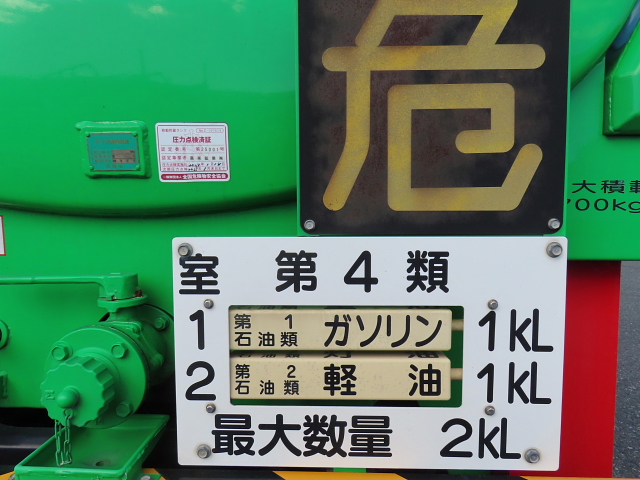 危
圧力点検済証
大積載
700kg
室 第4類
1 第1石油類 ガソリン 1KL
2 第2石油類 軽油 1KL
最大数量 2KL